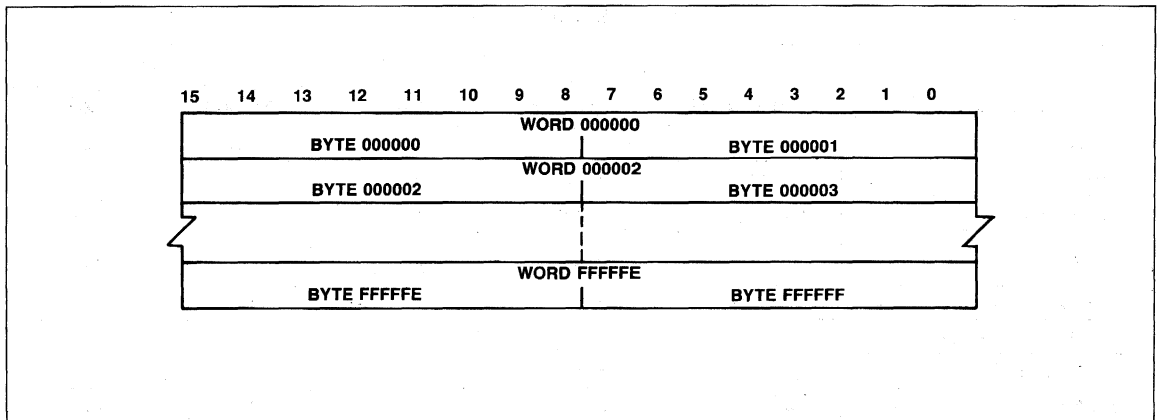 15 14 13 12 11 10 9 8 7 6 5 4 3 2 1 0
WORD 000000
BYTE 000000 BYTE 000001
WORD 000002
BYTE 000002 BYTE 000003
WORD FFFFFE
BYTE FFFFFE BYTE FFFFFF